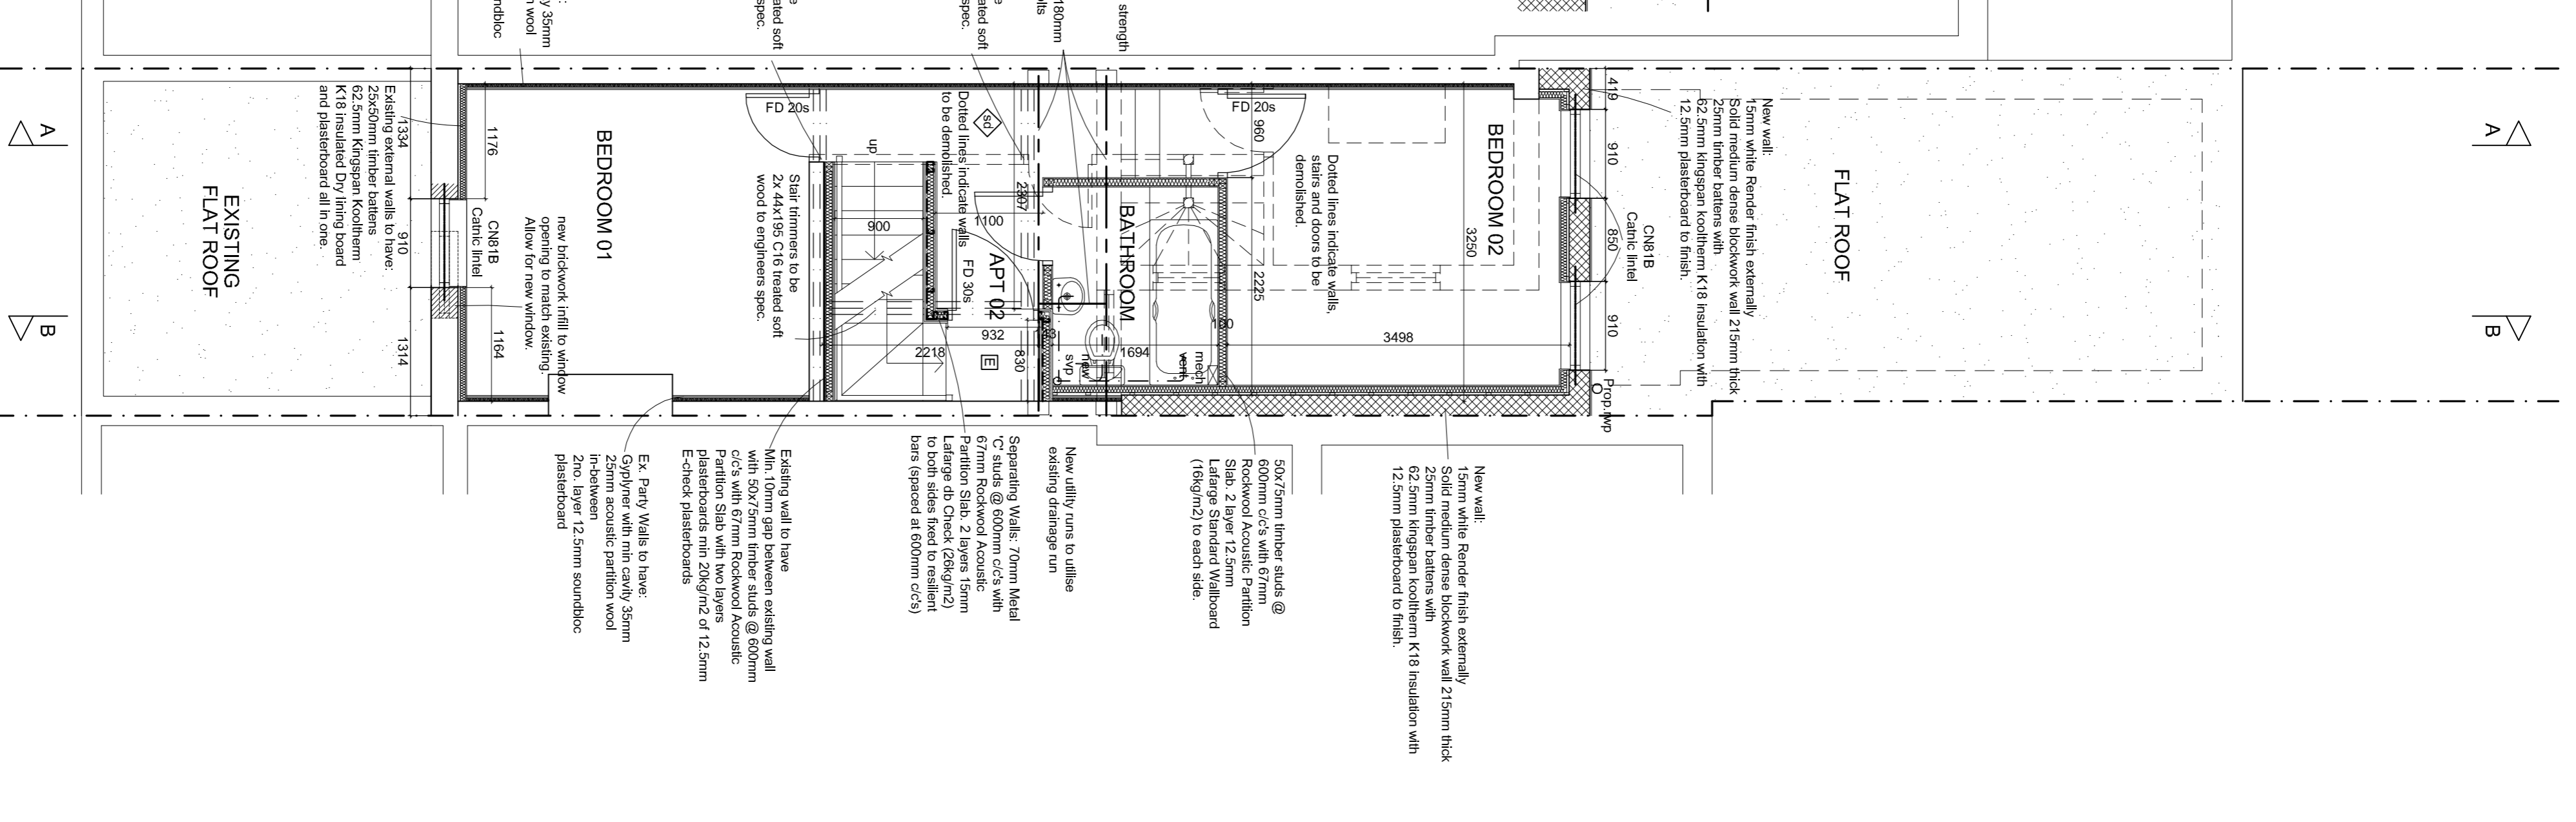 y 35mm
n wool
ndbloc
ated soft
spec.
ated soft
spec.
180mm
olts
strength
A
B
EXISTING
FLAT ROOF
Existing external walls to have:
25x50mm timber battens
62.5mm Kingspan Kooltherm
K18 insulated Dry lining board
and plasterboard all in one.
1334
910
1314
1176
1164
CN81B
Catnic lintel
new brickwork infill to window
opening to match existing.
Allow for new window.
BEDROOM 01
FD 20s
Stair trimmers to be
2x 44x195 C16 treated soft
wood to engineers spec.
up
900
2218
Dotted lines indicate walls
to be demolished.
sd
1100
2307
FD 30s
APT 02
932
E
830
BATHROOM
new
svp
1694
mech
vent
100
FD 20s
960
2225
Dotted lines indicate walls,
stairs and doors to be
demolished.
3250
BEDROOM 02
3498
419
910
850
910
CN81B
Catnic lintel
Prop.rwp
New wall:
15mm white Render finish externally
Solid medium dense blockwork wall 215mm thick
25mm timber battens with
62.5mm kingspan kooltherm K18 insulation with
12.5mm plasterboard to finish.
FLAT ROOF
A
B
New wall:
15mm white Render finish externally
Solid medium dense blockwork wall 215mm thick
25mm timber battens with
62.5mm kingspan kooltherm K18 insulation with
12.5mm plasterboard to finish.
50x75mm timber studs @
600mm c/c's with 67mm
Rockwool Acoustic Partition
Slab. 2 layer 12.5mm
Lafarge Standard Wallboard
(16kg/m2) to each side.
New utility runs to utilise
existing drainage run
Separating Walls: 70mm Metal
'C' studs @ 600mm c/c's with
67mm Rockwool Acoustic
Partition Slab. 2 layers 15mm
Lafarge db Check (26kg/m2)
to both sides fixed to resilient
bars (spaced at 600mm c/c's)
Existing wall to have
Min. 10mm gap between existing wall
with 50x75mm timber studs @ 600mm
c/c's with 67mm Rockwool Acoustic
Partition Slab with two layers
plasterboards min 20kg/m2 of 12.5mm
E-check plasterboards
Ex. Party Walls to have:
Gyplyner with min cavity 35mm
25mm acoustic partition wool
in-between
2no. layer 12.5mm soundbloc
plasterboard